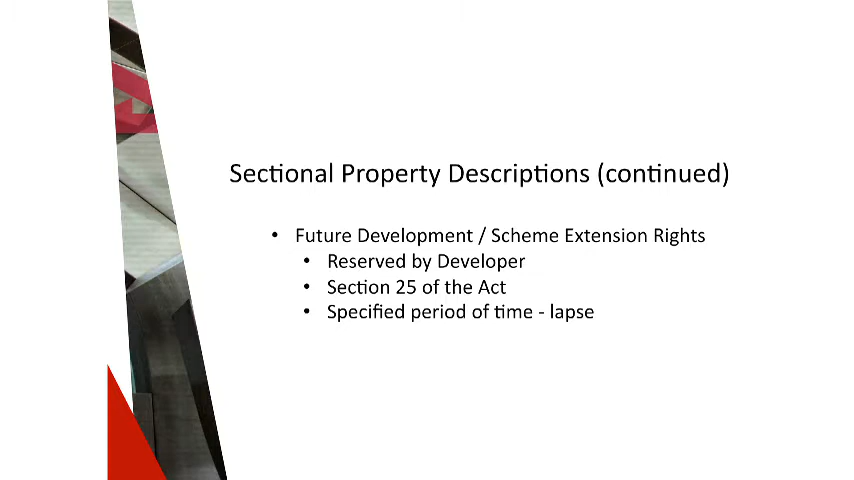 Sectional Property Descriptions (continued)
• Future Development / Scheme Extension Rights
• Reserved by Developer
• Section 25 of the Act
• Specified period of time - lapse